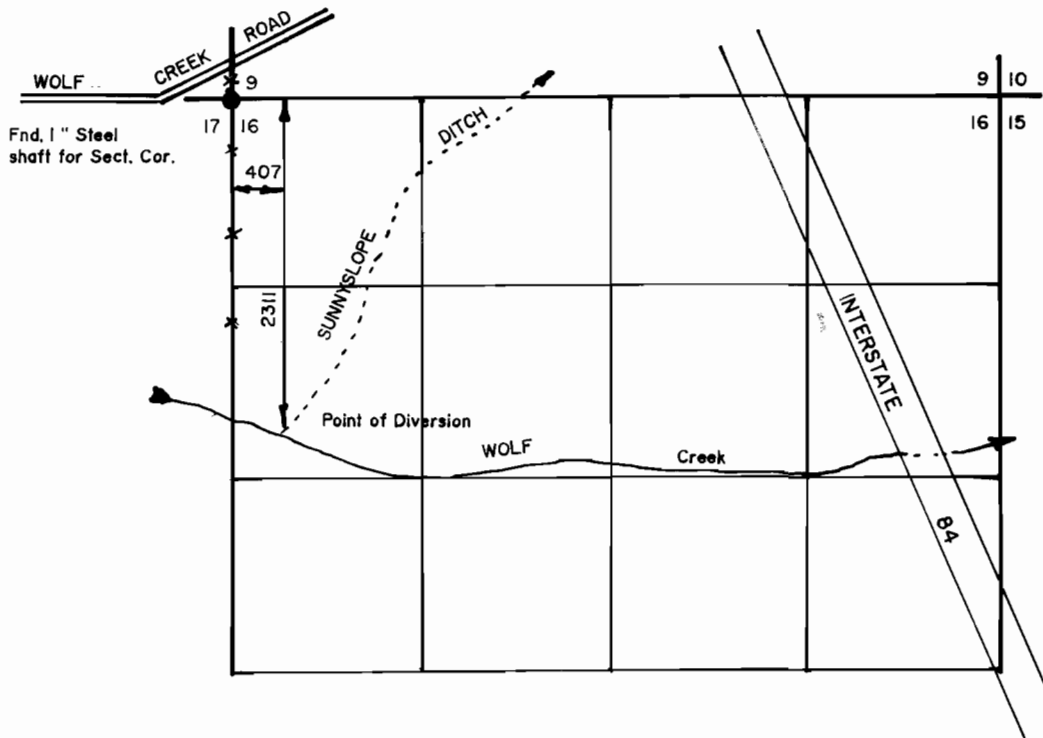 WOLF CREEK ROAD
9
9 10
17 16
16 15
Fnd. 1" Steel
shaft for Sect. Cor.
407
DITCH
SUNNYSLOPE
2311
INTERSTATE
Point of Diversion
WOLF Creek
84